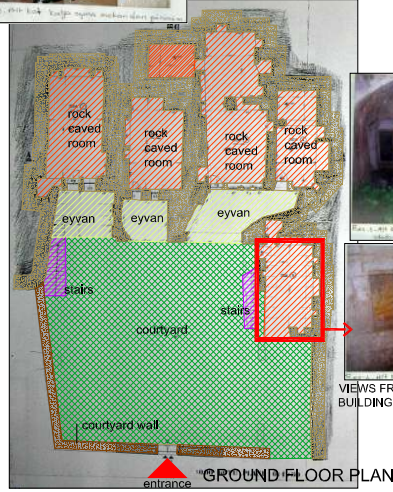 rock
caved
room
rock
caved
room
rock
caved
room
rock
caved
room
eyvan
eyvan
eyvan
stairs
stairs
courtyard
courtyard wall
entrance
GROUND FLOOR PLAN
VIEWS FR
BUILDING